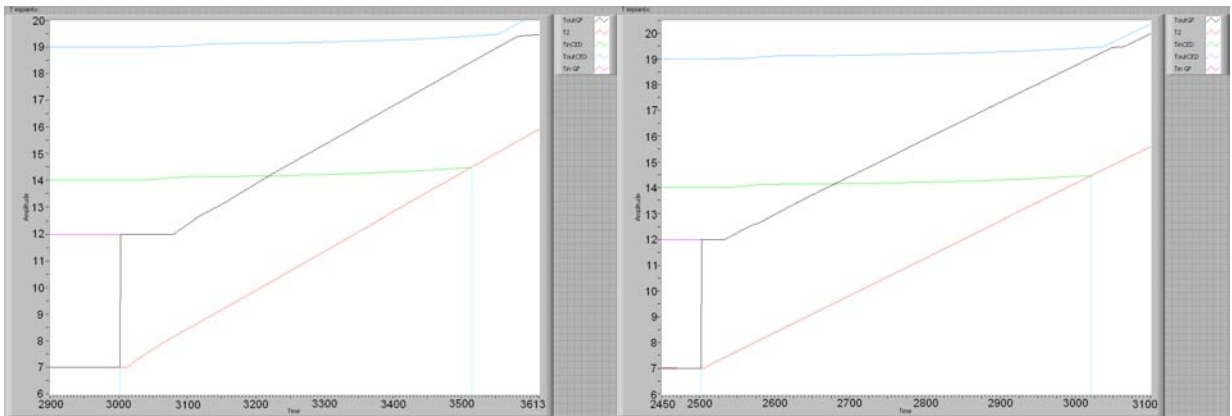 T impianto
20
19
18
17
16
15
14
13
12
11
10
9
8
7
6
Amplitude
2900
3000
3100
3200
3300
3400
3500
3613
Time
ToutGF
T2
TinCED
ToutCED
Tin GF
T impianto
20
19
18
17
16
15
14
13
12
11
10
9
8
7
6
Amplitude
2450
2500
2600
2700
2800
2900
3000
3100
Time
ToutGF
T2
TinCED
ToutCED
Tin GF